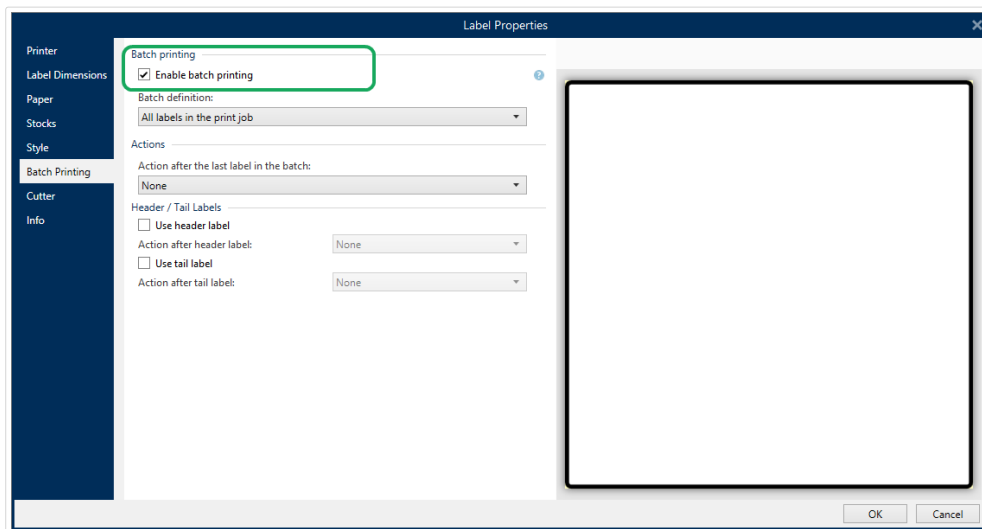 Label Properties
Printer
Label Dimensions
Paper
Stocks
Style
Batch Printing
Cutter
Info
Batch printing
Enable batch printing
?
Batch definition:
All labels in the print job
Actions
Action after the last label in the batch:
None
Header / Tail Labels
Use header label
Action after header label: None
Use tail label
Action after tail label: None
OK Cancel